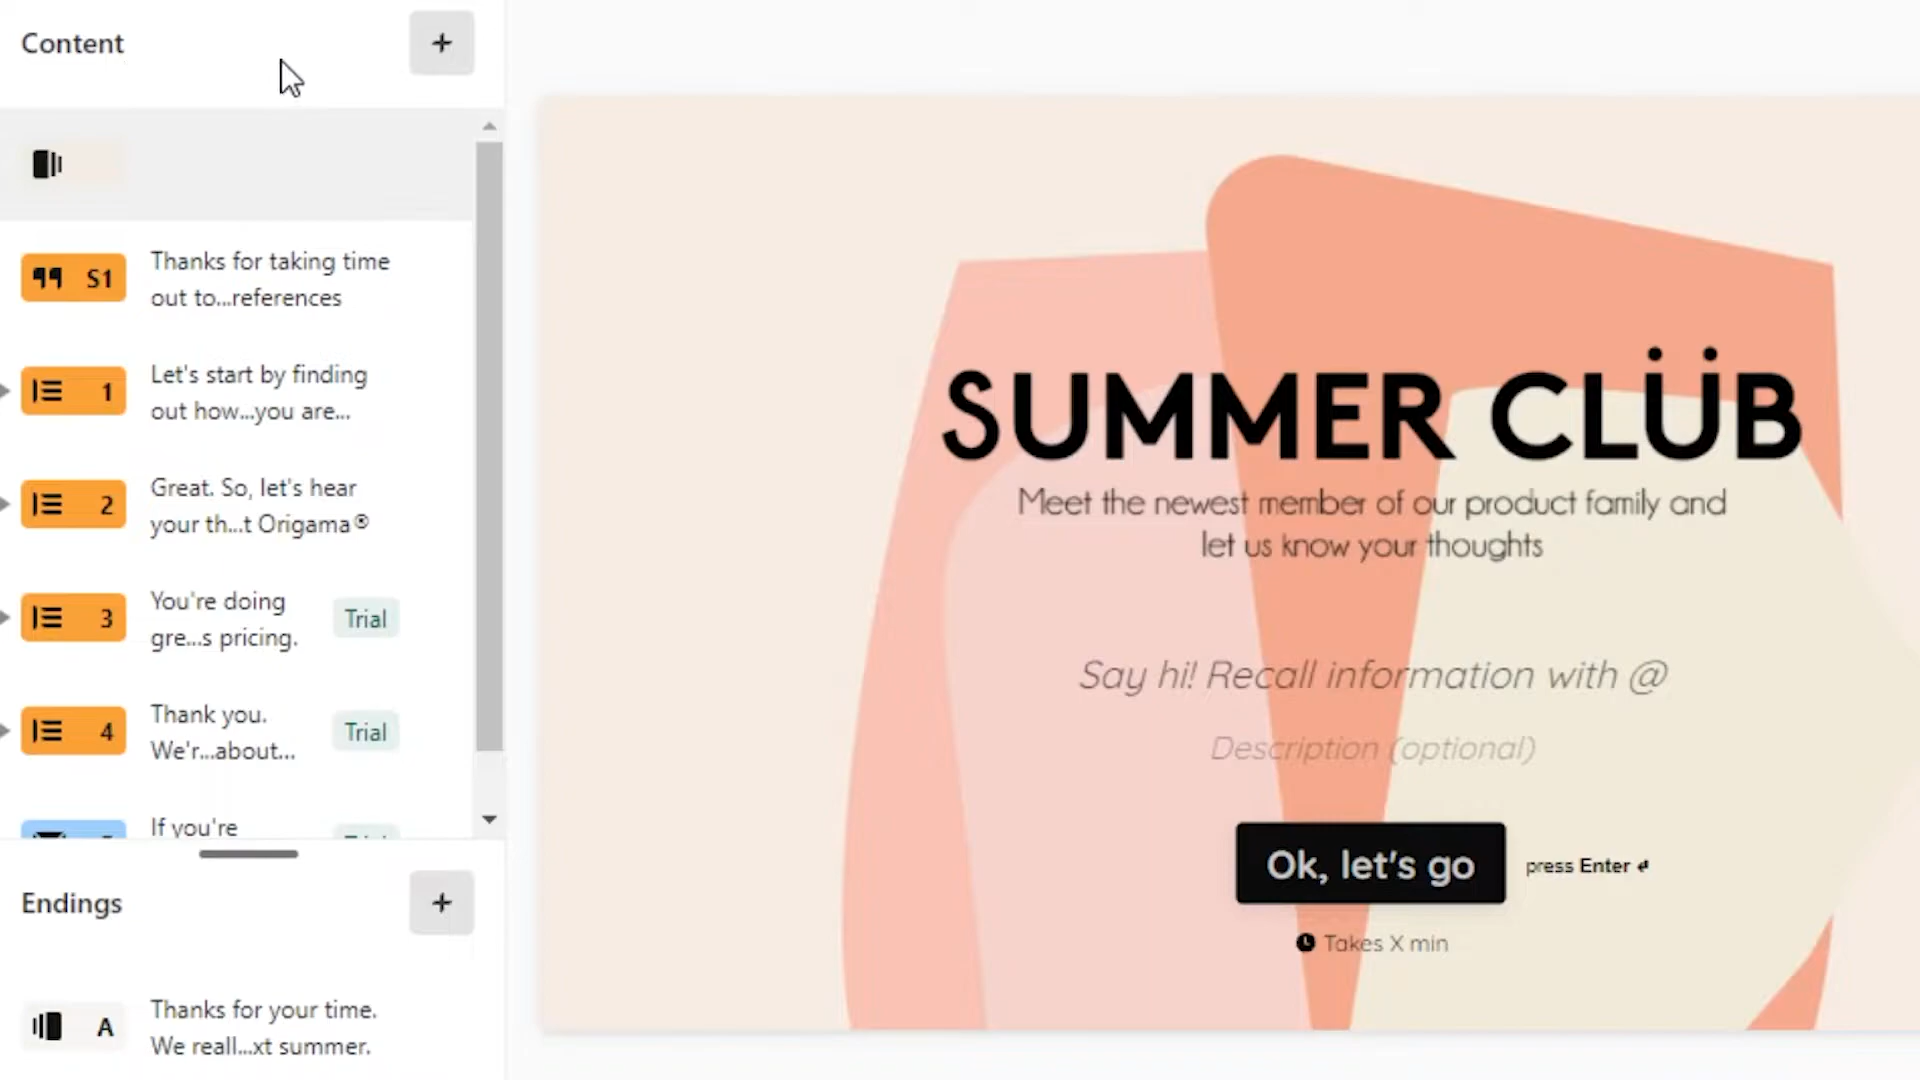 Content
+
S1
Thanks for taking time
out to...references
1
Let's start by finding
out how...you are...
2
Great. So, let's hear
your th...t Origama®
3
You're doing
gre...s pricing.
Trial
4
Thank you.
We'r...about...
Trial
If you're
Endings
+
A
Thanks for your time.
We reall...xt summer.
SUMMER CLÜB
Meet the newest member of our product family and
let us know your thoughts
Say hi! Recall information with @
Description (optional)
Ok, let's go
press Enter ↵
Takes X min